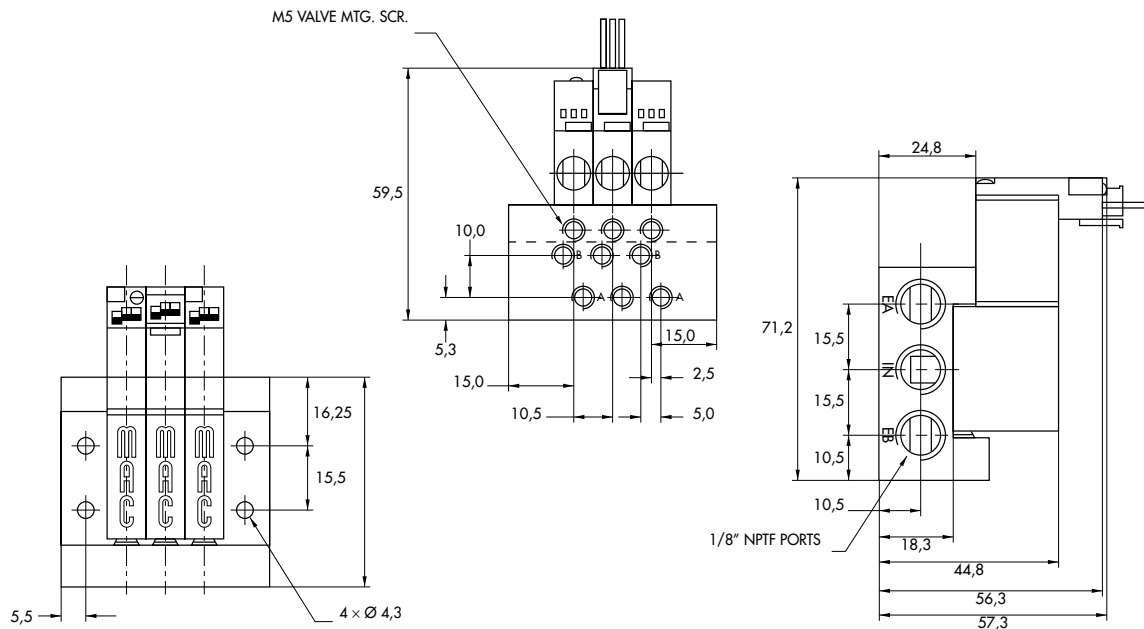 M5 VALVE MTG. SCR.
59,5
10,0
B
B
A
A
5,3
15,0
15,0
2,5
10,5
5,0
24,8
71,2
EA
IN
EB
15,5
15,5
10,5
10,5
1/8" NPTF PORTS
18,3
44,8
56,3
57,3
MAC
MAC
MAC
16,25
15,5
5,5
4 × Ø 4,3